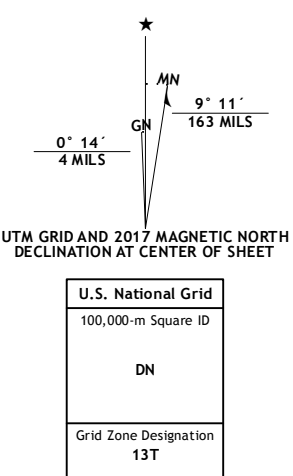 ★
MN
9° 11´
163 MILS
GN
0° 14´
4 MILS
UTM GRID AND 2017 MAGNETIC NORTH
DECLINATION AT CENTER OF SHEET
U.S. National Grid
100,000-m Square ID
DN
Grid Zone Designation
13T